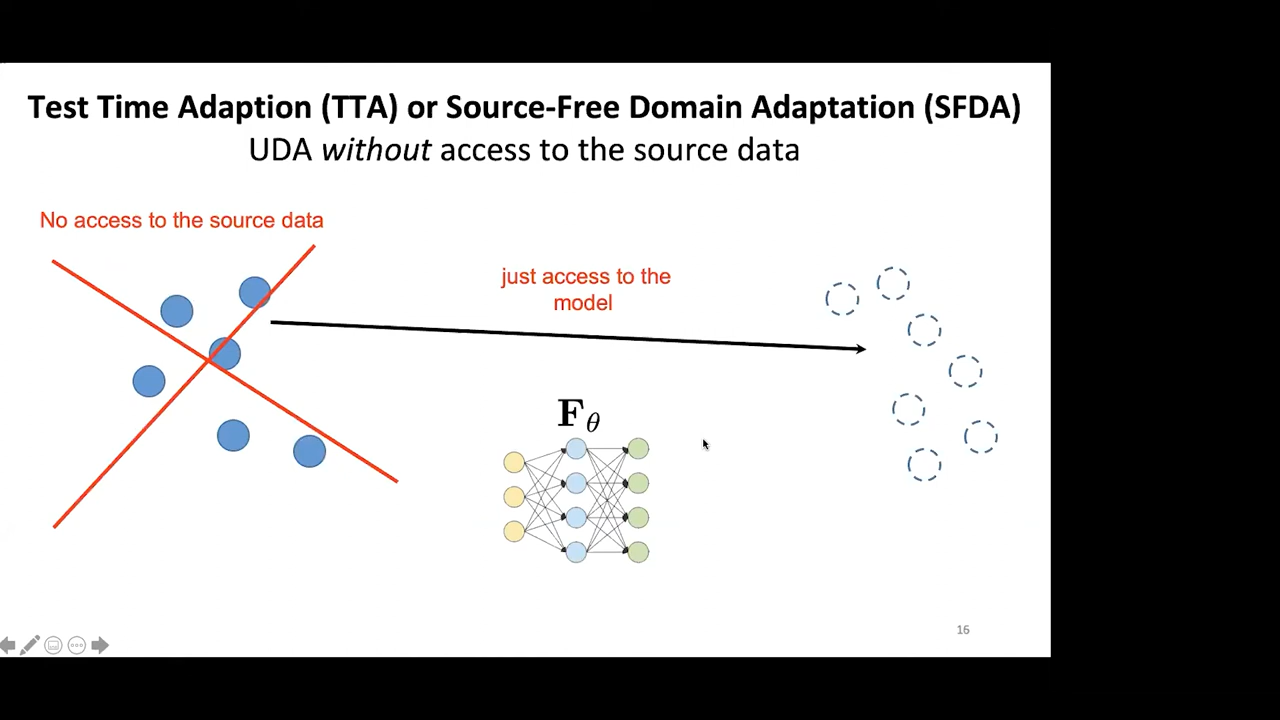 Test Time Adaption (TTA) or Source-Free Domain Adaptation (SFDA)
UDA without access to the source data
No access to the source data
just access to the
model
F_θ
16